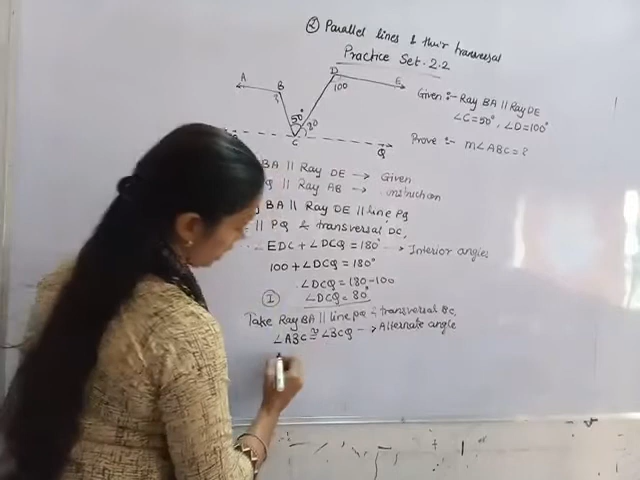 ② Parallel lines & their transversal
Practice Set. 2.2
A
B
D
E
100
50°
80
C
Q
Given :- Ray BA || Ray DE
∠C=50°, ∠D=100°
Prove :- m∠ABC = ?
BA || Ray DE → Given
|| Ray AB →
BA || Ray DE || line PQ
|| PQ & transversal DC,
∠EDC + ∠DCQ = 180° → Interior angles
100 + ∠DCQ = 180°
∠DCQ = 180-100
Ⓘ ∠DCQ = 80°
Take Ray BA || line PQ & transversal BC,
∠ABC ≅ ∠BCQ → Alternate angle